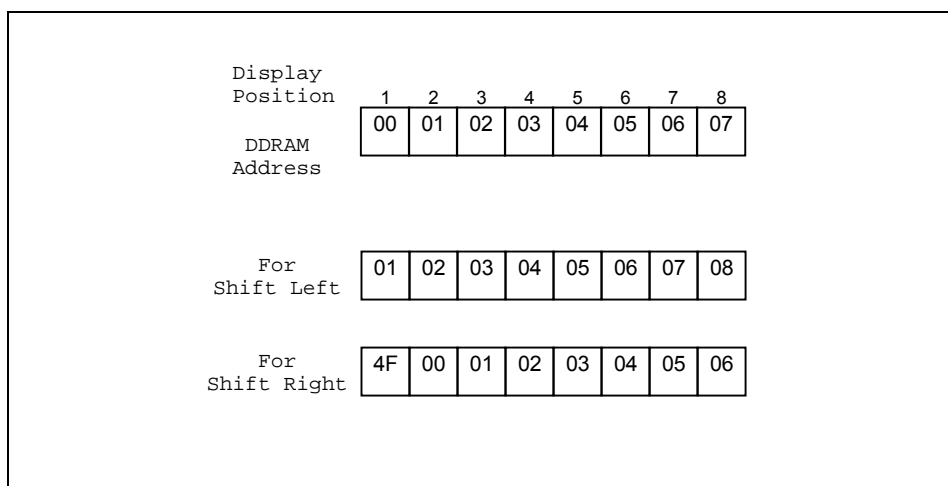 Display
Position 1 2 3 4 5 6 7 8
00 01 02 03 04 05 06 07
DDRAM
Address
For
Shift Left
01 02 03 04 05 06 07 08
For
Shift Right
4F 00 01 02 03 04 05 06